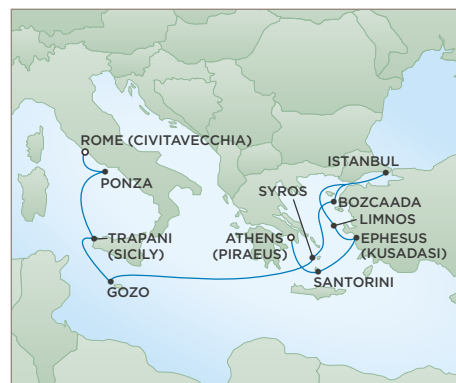 ROME (CIVITAVECCHIA)
ISTANBUL
PONZA
SYROS
BOZCAADA
LIMNOS
TRAPANI
(SICILY)
ATHENS
(PIRAEUS)
EPHESUS
(KUSADASI)
SANTORINI
GOZO